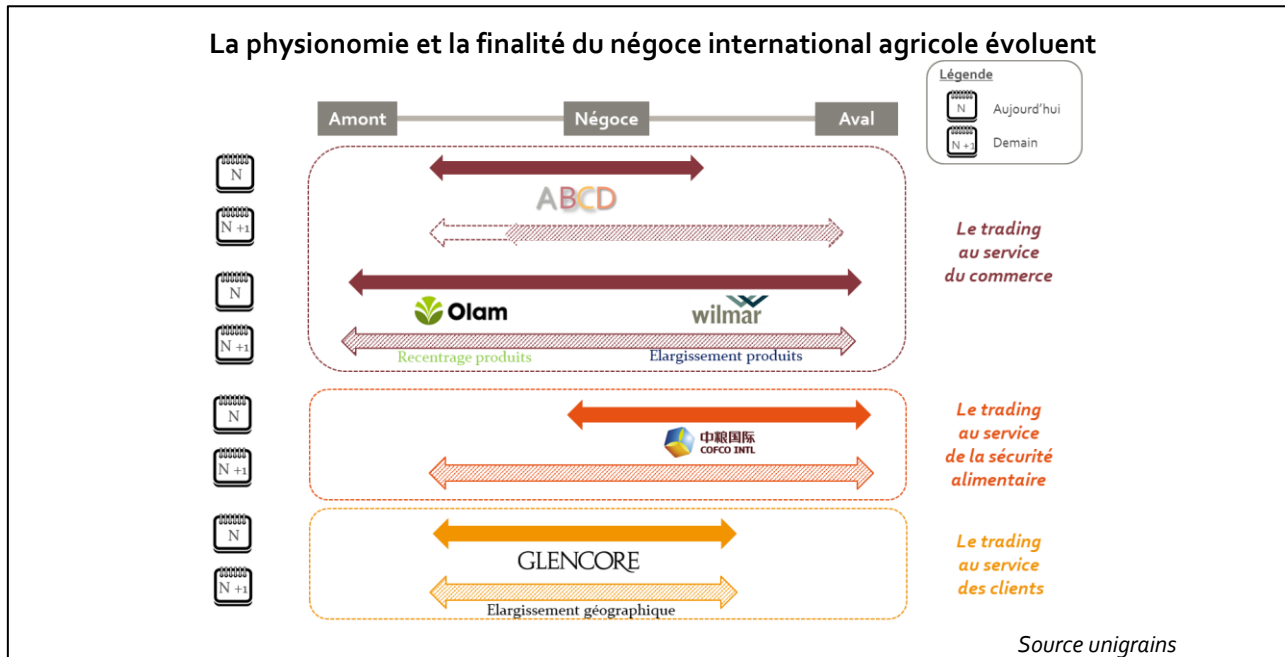 La physionomie et la finalité du négoce international agricole évoluent
Légende
N Aujourd'hui
N +1 Demain
Amont Négoce Aval
N
ABCD
N +1
N
Olam wilmar
N +1
Recentrage produits Elargissement produits
Le trading
au service
du commerce
N
中粮国际
COFCO INTL
N +1
Le trading
au service
de la sécurité
alimentaire
N
GLENCORE
N +1
Elargissement géographique
Le trading
au service
des clients
Source unigrains